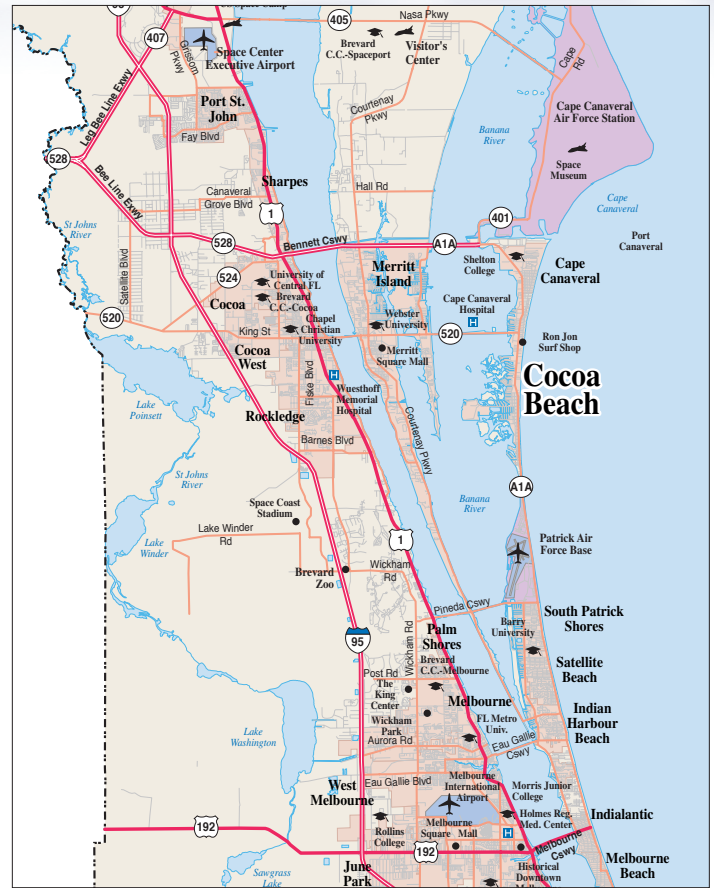 405
Nasa Pkwy
407
Grissom
Pkwy
Space Center
Executive Airport
Brevard
C.C.-Spaceport
Visitor's
Center
Cape
Rd
Leg Bee Line Exwy
Port St.
John
Courtenay
Pkwy
Cape Canaveral
Air Force Station
Fay Blvd
Banana
River
528
Bee Line Exwy
Space
Museum
Sharpes
Canaveral
Grove Blvd
Hall Rd
Cape
Canaveral
1
401
St Johns
River
528
Bennett Cswy
A1A
Port
Canaveral
Satellite Blvd
524
University of
Central FL
Brevard
C.C.-Cocoa
Merritt
Island
Shelton
College
Cape
Canaveral
Cocoa
Chapel
Christian
University
Webster
University
Cape Canaveral
Hospital
H
520
King St
520
Ron Jon
Surf Shop
Cocoa
West
Merritt
Square Mall
Fiske Blvd
H
Wuesthoff
Memorial
Hospital
Cocoa
Beach
Lake
Poinsett
Rockledge
Courtenay Pkwy
Barnes Blvd
St Johns
River
A1A
Space Coast
Stadium
Banana
River
Lake Winder
Rd
Lake
Winder
1
Patrick Air
Force Base
Brevard
Zoo
Wickham
Rd
Pineda Cswy
South Patrick
Shores
95
Wickham Rd
Palm
Shores
Barry
University
Brevard
C.C.-Melbourne
Satellite
Beach
Post Rd
The
King
Center
Melbourne
Wickham
Park
FL Metro
Univ.
Indian
Harbour
Beach
Lake
Washington
Aurora Rd
Eau Gallie
Cswy
Eau Gallie Blvd
Melbourne
International
Airport
West
Melbourne
Morris Junior
College
Holmes Reg.
Med. Center
Indialantic
192
Rollins
College
Melbourne
Square Mall
H
192
Melbourne
Cswy
June
Park
Historical
Downtown
Melbourne
Beach
Sawgrass
Lake